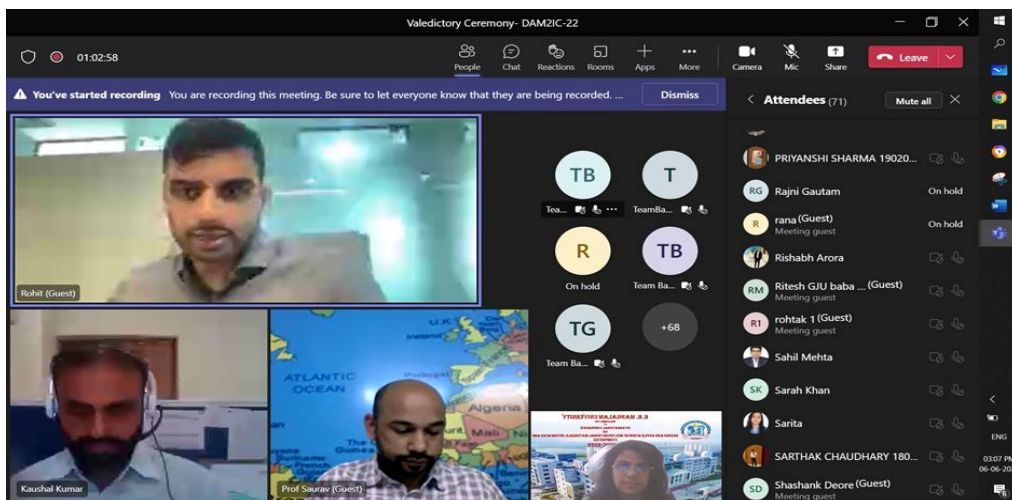 Valedictory Ceremony- DAM2IC-22
01:02:58
People
Chat
Reactions
Rooms
Apps
More
Camera
Mic
Share
Leave
You've started recording You are recording this meeting. Be sure to let everyone know that they are being recorded. ...
Dismiss
Attendees (71)
Mute all
Rohit (Guest)
Kaushal Kumar
U.K.
Ireland
ATLANTIC
OCEAN
Portugal
Algeria
Mali
Prof Saurav (Guest)
TB
Tea...
T
TeamBa...
R
On hold
TB
Team Ba...
TG
Team Ba...
+68
K.R. MANGALAM UNIVERSITY
PRIYANSHI SHARMA 19020...
RG
Rajni Gautam
On hold
R
rana (Guest)
Meeting guest
On hold
Rishabh Arora
RM
Ritesh GJU baba ... (Guest)
Meeting guest
R1
rohtak 1 (Guest)
Meeting guest
Sahil Mehta
SK
Sarah Khan
Sarita
SARTHAK CHAUDHARY 180...
SD
Shashank Deore (Guest)
Meeting guest
ENG
03:07 PM
06-06-20